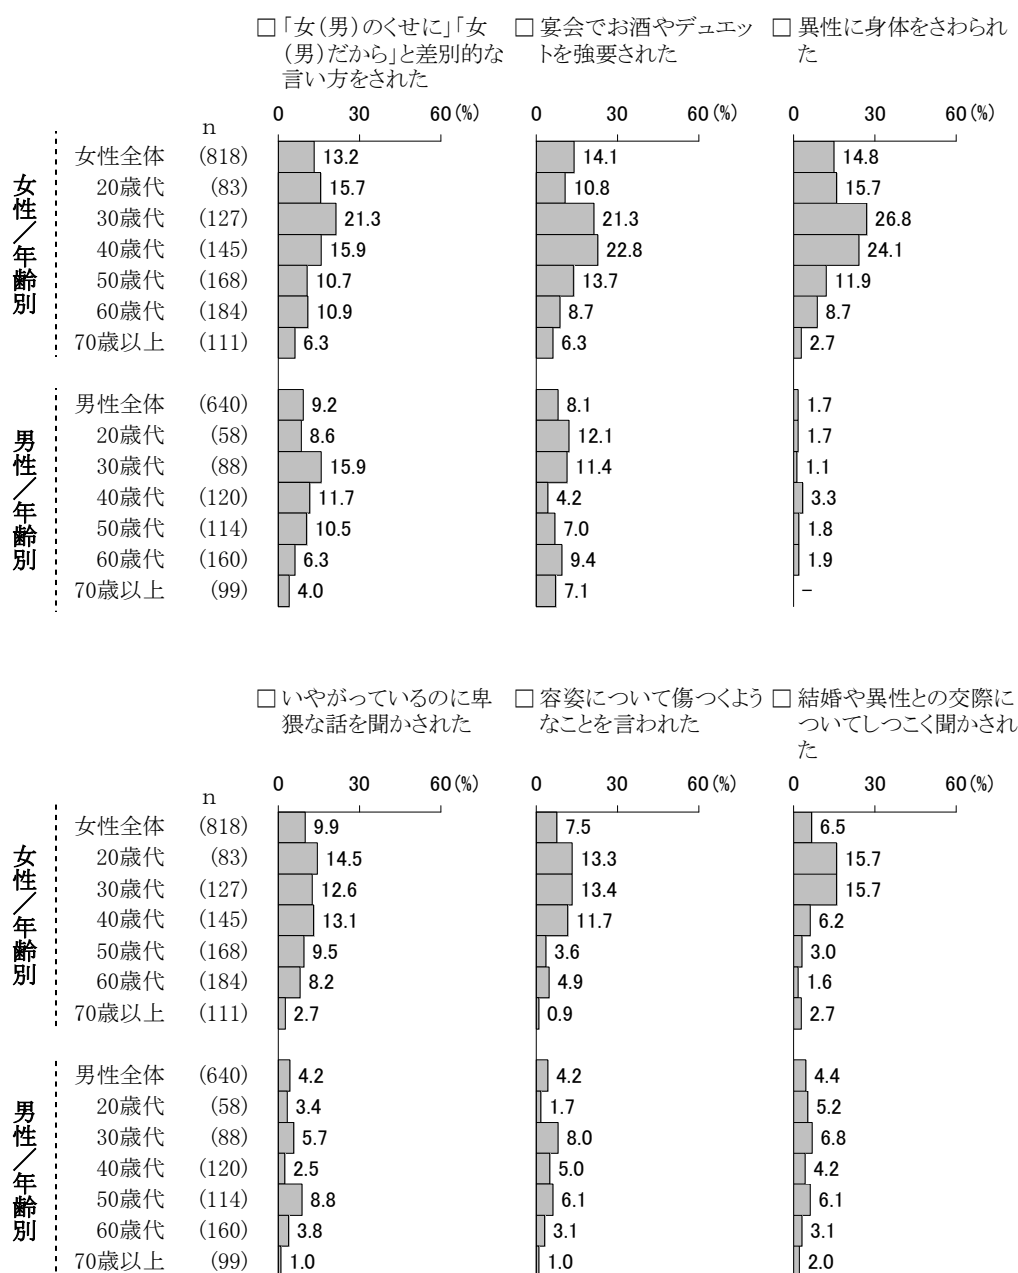 □「女(男)のくせに」「女(男)だから」と差別的な言い方をされた
□ 宴会でお酒やデュエットを強要された
□ 異性に身体をさわられた
0 30 60(%) 0 30 60(%) 0 30 60(%)
n
女性／年齢別
女性全体 (818) 13.2 14.1 14.8
20歳代 (83) 15.7 10.8 15.7
30歳代 (127) 21.3 21.3 26.8
40歳代 (145) 15.9 22.8 24.1
50歳代 (168) 10.7 13.7 11.9
60歳代 (184) 10.9 8.7 8.7
70歳以上 (111) 6.3 6.3 2.7
男性／年齢別
男性全体 (640) 9.2 8.1 1.7
20歳代 (58) 8.6 12.1 1.7
30歳代 (88) 15.9 11.4 1.1
40歳代 (120) 11.7 4.2 3.3
50歳代 (114) 10.5 7.0 1.8
60歳代 (160) 6.3 9.4 1.9
70歳以上 (99) 4.0 7.1 −
□ いやがっているのに卑猥な話を聞かされた
□ 容姿について傷つくようなことを言われた
□ 結婚や異性との交際についてしつこく聞かされた
0 30 60(%) 0 30 60(%) 0 30 60(%)
n
女性／年齢別
女性全体 (818) 9.9 7.5 6.5
20歳代 (83) 14.5 13.3 15.7
30歳代 (127) 12.6 13.4 15.7
40歳代 (145) 13.1 11.7 6.2
50歳代 (168) 9.5 3.6 3.0
60歳代 (184) 8.2 4.9 1.6
70歳以上 (111) 2.7 0.9 2.7
男性／年齢別
男性全体 (640) 4.2 4.2 4.4
20歳代 (58) 3.4 1.7 5.2
30歳代 (88) 5.7 8.0 6.8
40歳代 (120) 2.5 5.0 4.2
50歳代 (114) 8.8 6.1 6.1
60歳代 (160) 3.8 3.1 3.1
70歳以上 (99) 1.0 1.0 2.0